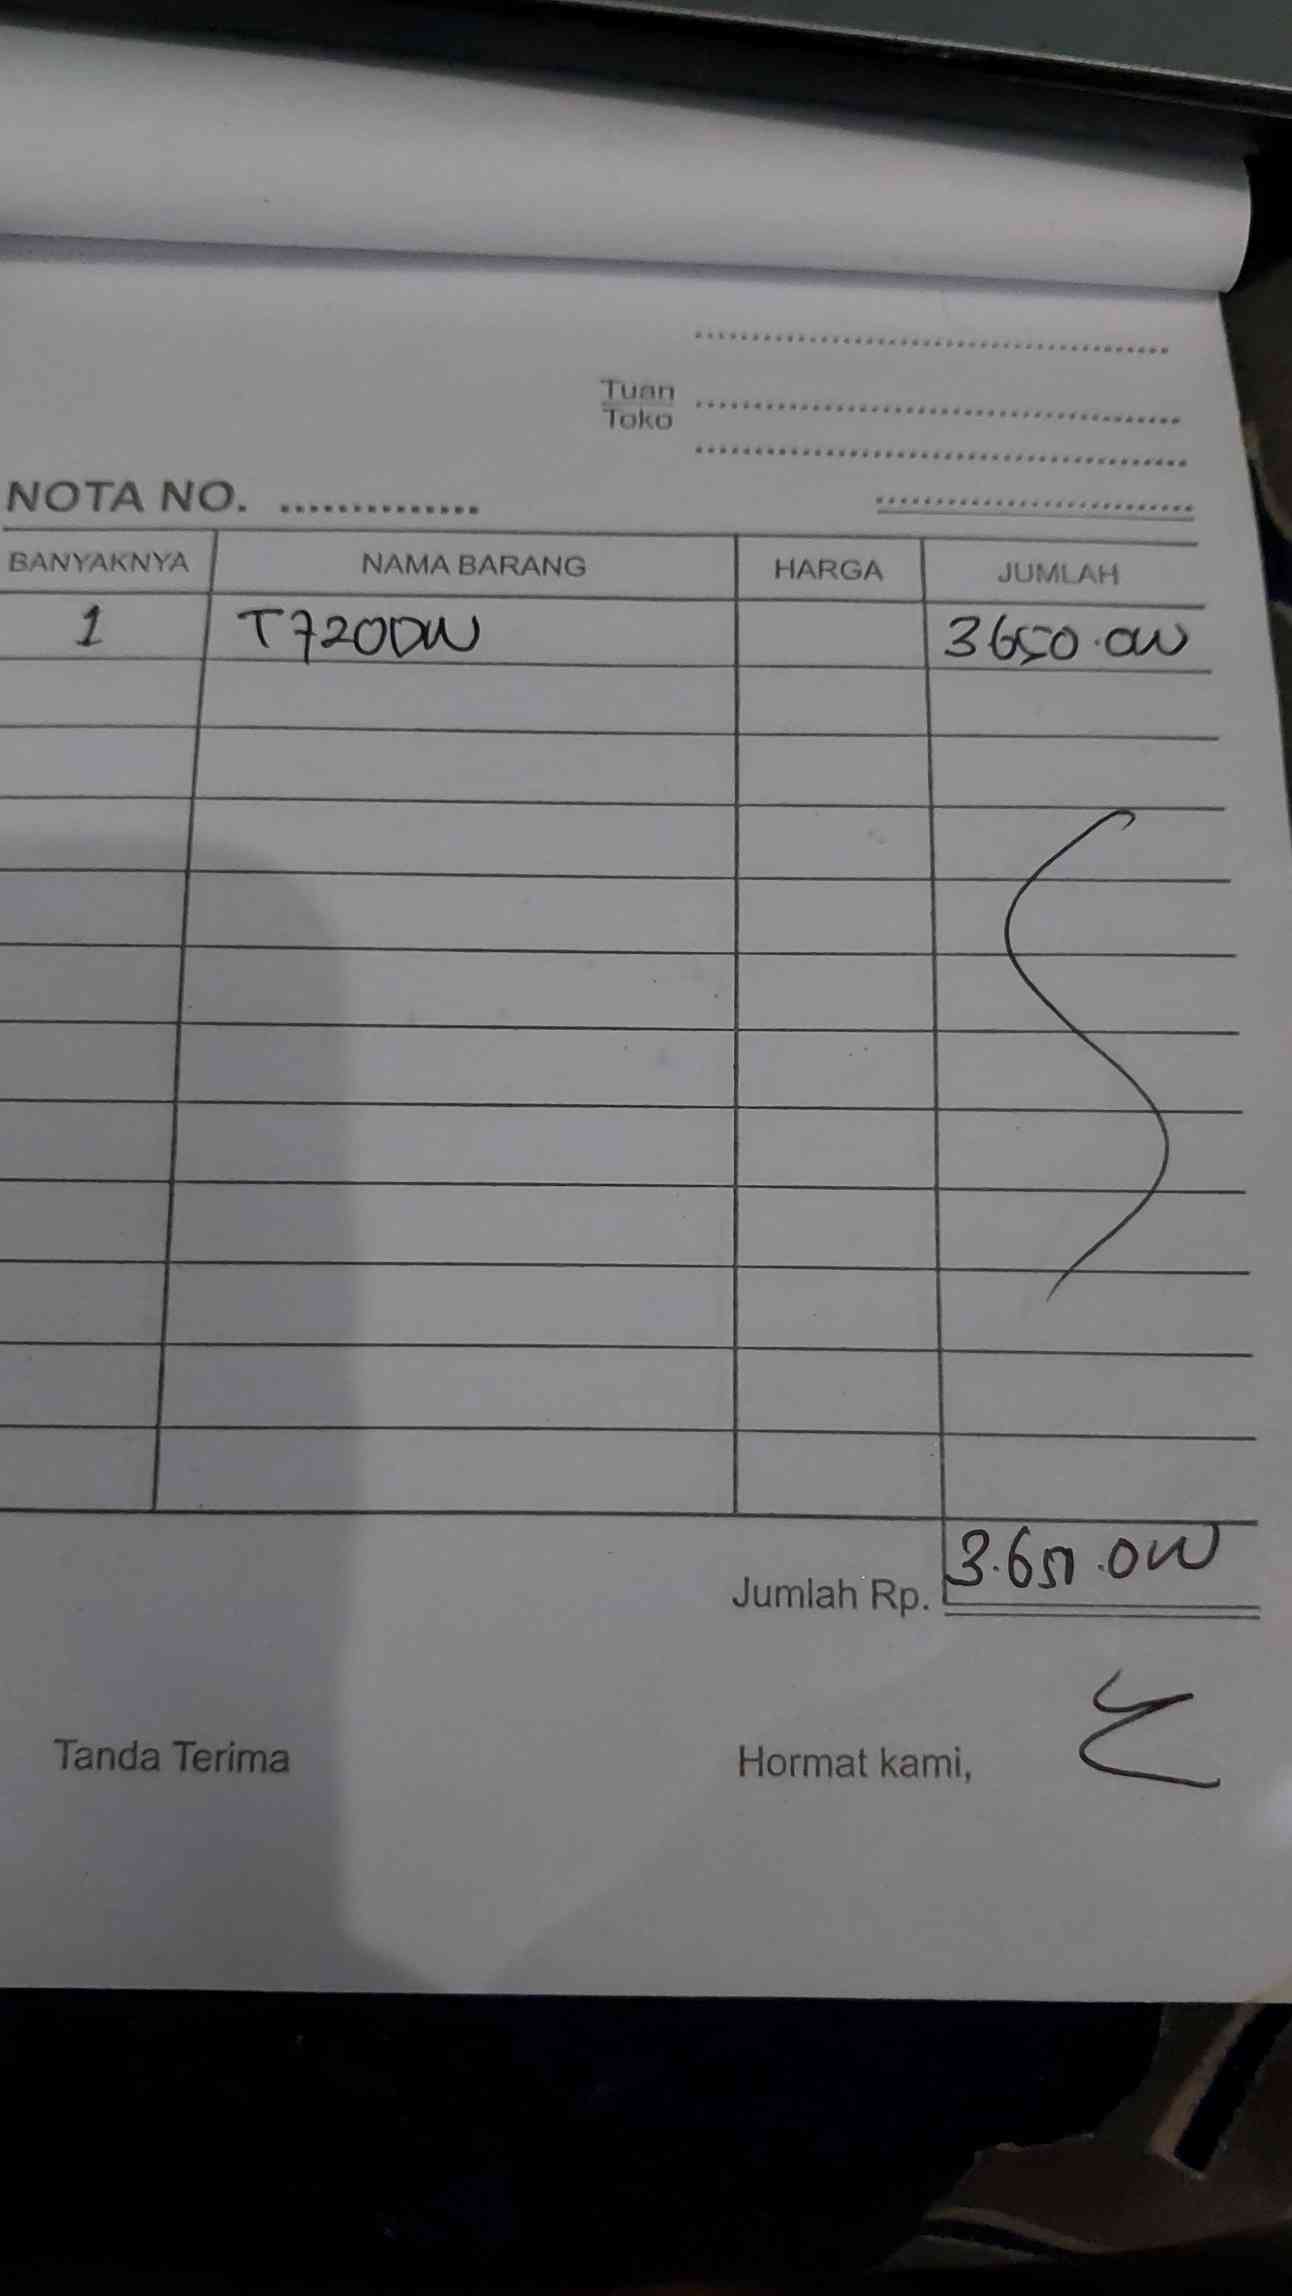 Tuan
Toko
NOTA NO. ..............
BANYAKNYA NAMA BARANG HARGA JUMLAH
1 T720DW 3650.000
Jumlah Rp. 3.650.000
Tanda Terima Hormat kami,